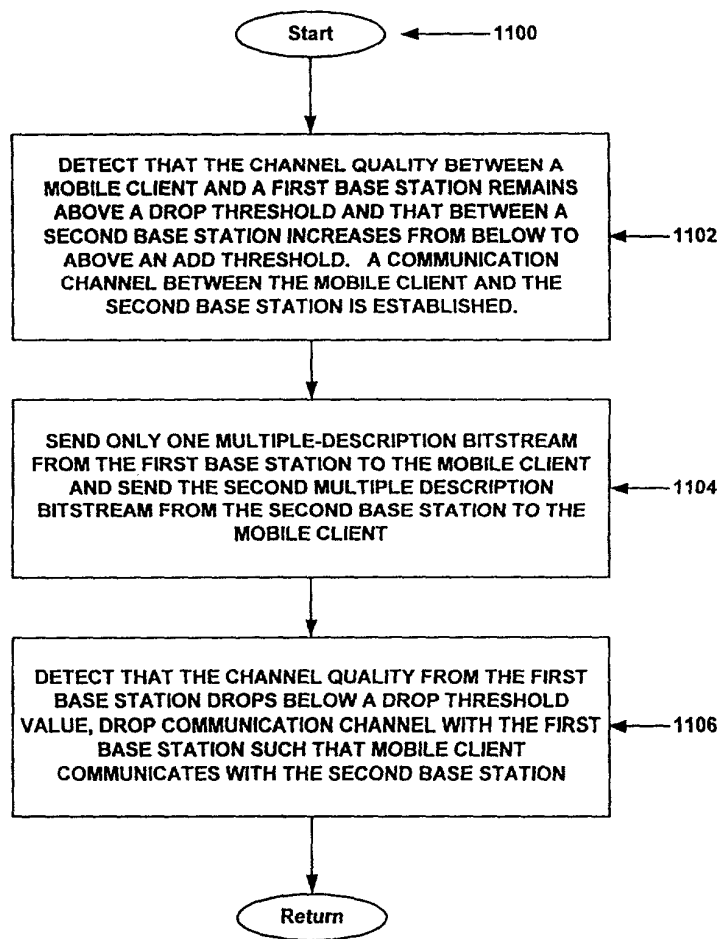 Start
1100
DETECT THAT THE CHANNEL QUALITY BETWEEN A
MOBILE CLIENT AND A FIRST BASE STATION REMAINS
ABOVE A DROP THRESHOLD AND THAT BETWEEN A
SECOND BASE STATION INCREASES FROM BELOW TO
ABOVE AN ADD THRESHOLD. A COMMUNICATION
CHANNEL BETWEEN THE MOBILE CLIENT AND THE
SECOND BASE STATION IS ESTABLISHED.
1102
SEND ONLY ONE MULTIPLE-DESCRIPTION BITSTREAM
FROM THE FIRST BASE STATION TO THE MOBILE CLIENT
AND SEND THE SECOND MULTIPLE DESCRIPTION
BITSTREAM FROM THE SECOND BASE STATION TO THE
MOBILE CLIENT
1104
DETECT THAT THE CHANNEL QUALITY FROM THE FIRST
BASE STATION DROPS BELOW A DROP THRESHOLD
VALUE, DROP COMMUNICATION CHANNEL WITH THE FIRST
BASE STATION SUCH THAT MOBILE CLIENT
COMMUNICATES WITH THE SECOND BASE STATION
1106
Return